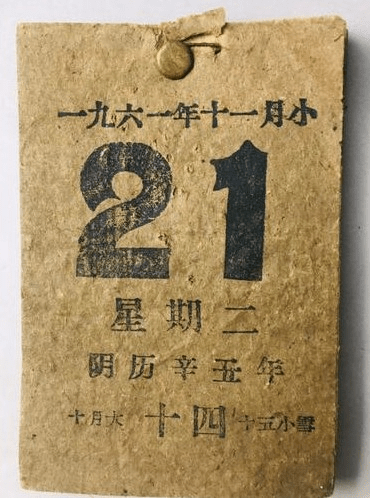 一九六一年十一月小
21
星期二
阴历辛丑年
十月大 十四 十五小雪